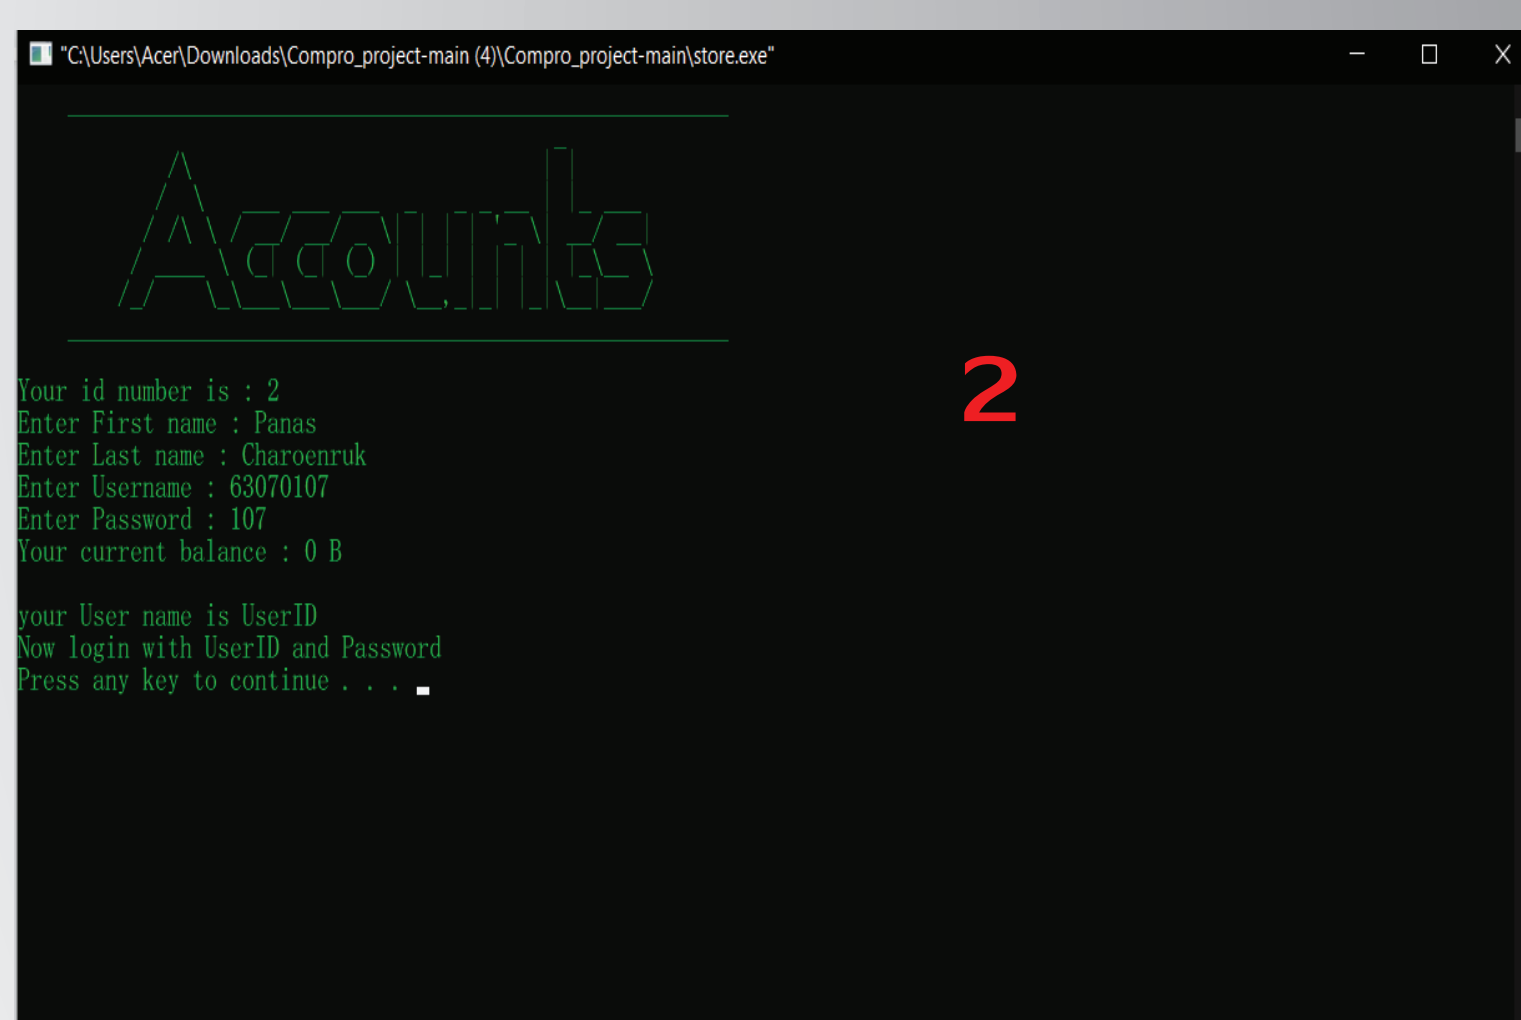 "C:\Users\Acer\Downloads\Compro_project-main (4)\Compro_project-main\store.exe"
Accounts
2
Your id number is : 2
Enter First name : Panas
Enter Last name : Charoenruk
Enter Username : 63070107
Enter Password : 107
Your current balance : 0 B
your User name is UserID
Now login with UserID and Password
Press any key to continue . . .